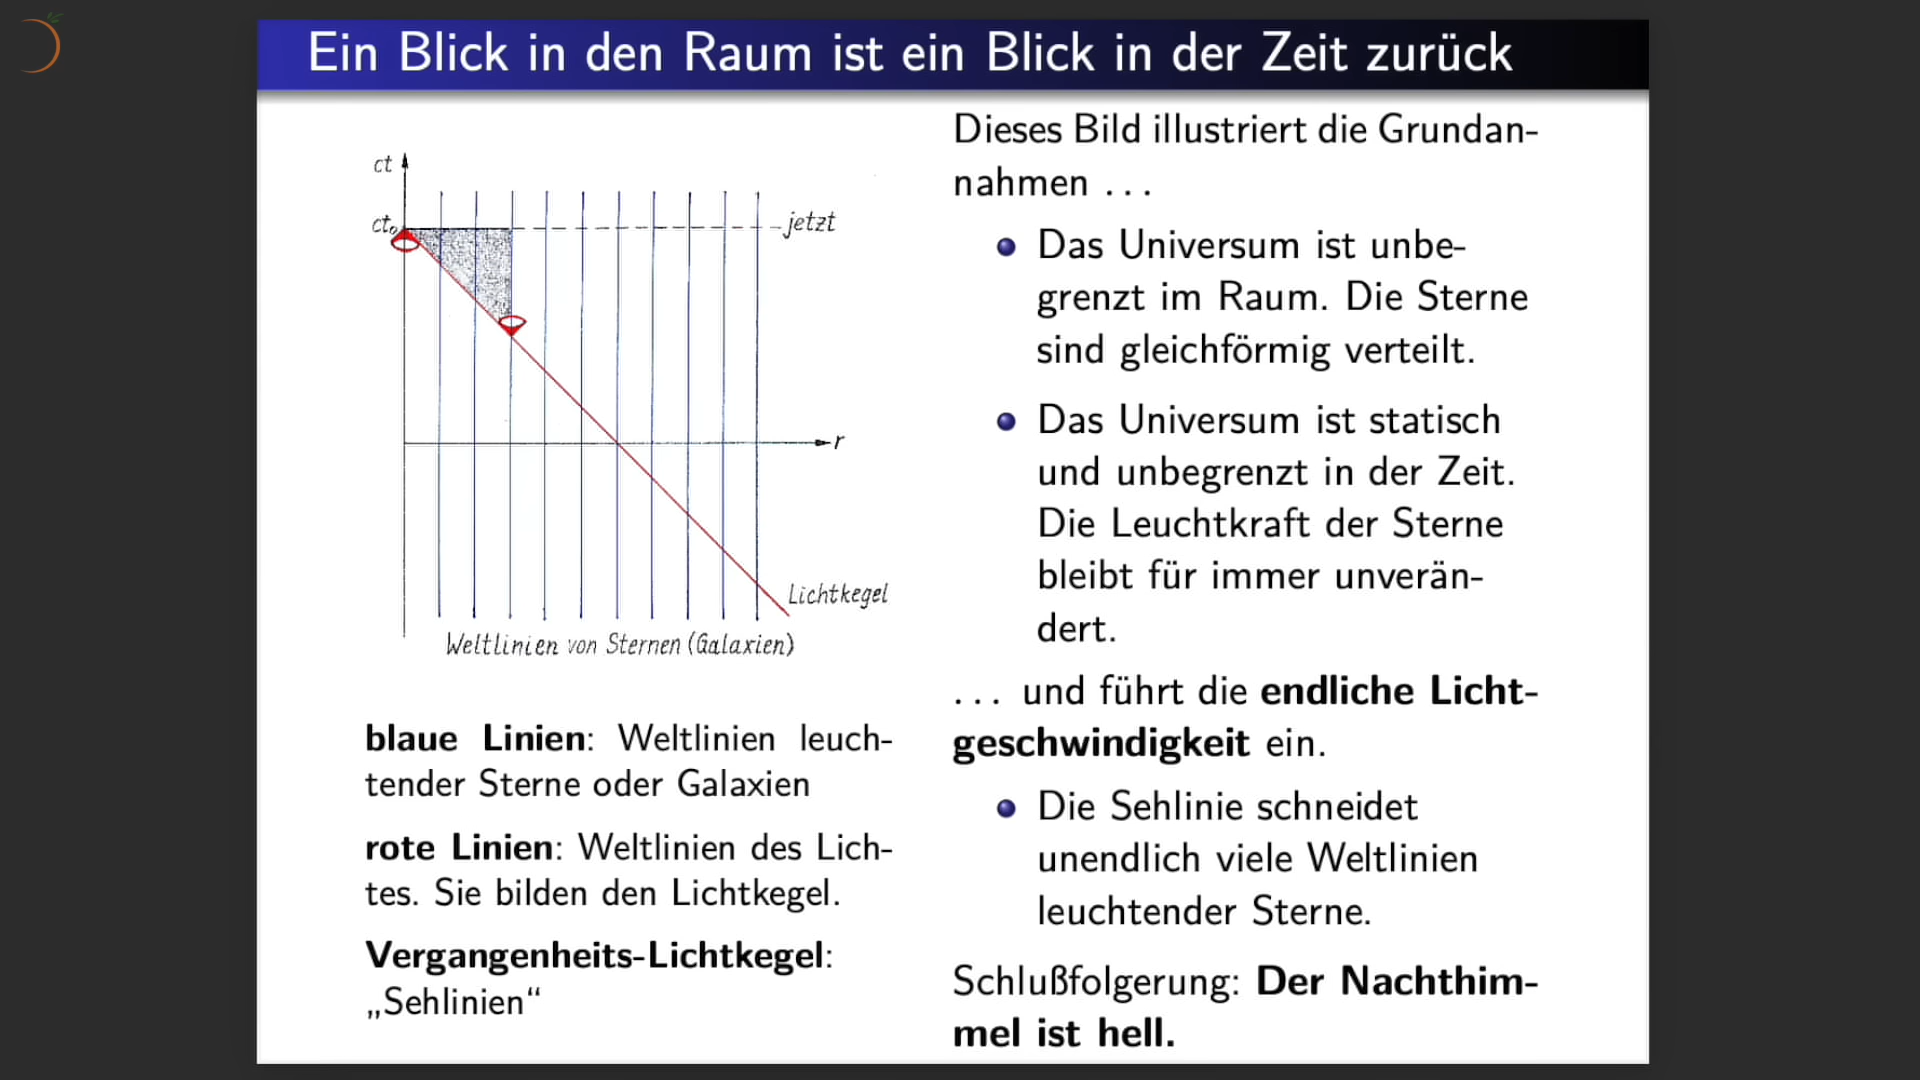 Ein Blick in den Raum ist ein Blick in der Zeit zurück
ct
ct₀
jetzt
r
Lichtkegel
Weltlinien von Sternen (Galaxien)
blaue Linien: Weltlinien leuch-
tender Sterne oder Galaxien
rote Linien: Weltlinien des Lich-
tes. Sie bilden den Lichtkegel.
Vergangenheits-Lichtkegel:
„Sehlinien“
Dieses Bild illustriert die Grundan-
nahmen ...
Das Universum ist unbe-
grenzt im Raum. Die Sterne
sind gleichförmig verteilt.
Das Universum ist statisch
und unbegrenzt in der Zeit.
Die Leuchtkraft der Sterne
bleibt für immer unverän-
dert.
... und führt die endliche Licht-
geschwindigkeit ein.
Die Sehlinie schneidet
unendlich viele Weltlinien
leuchtender Sterne.
Schlußfolgerung: Der Nachthim-
mel ist hell.